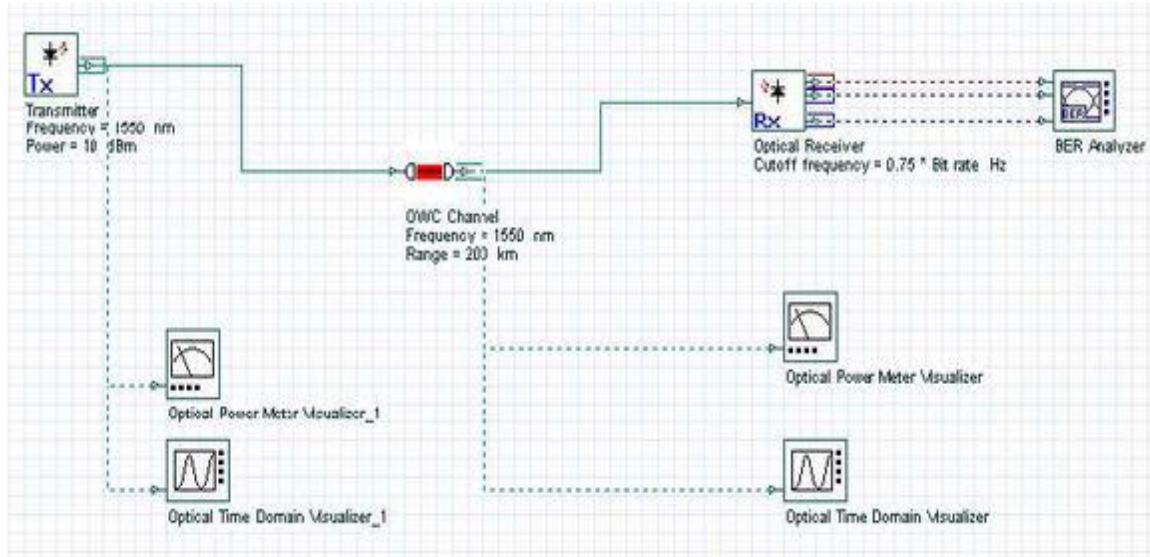 Tx
Transmitter
Frequency = 1550 nm
Power = 10 dBm
OWC Channel
Frequency = 1550 nm
Range = 200 km
Rx
Optical Receiver
Cutoff frequency = 0.75 * Bit rate Hz
BER
BER Analyzer
Optical Power Meter Visualizer_1
Optical Power Meter Visualizer
Optical Time Domain Visualizer_1
Optical Time Domain Visualizer